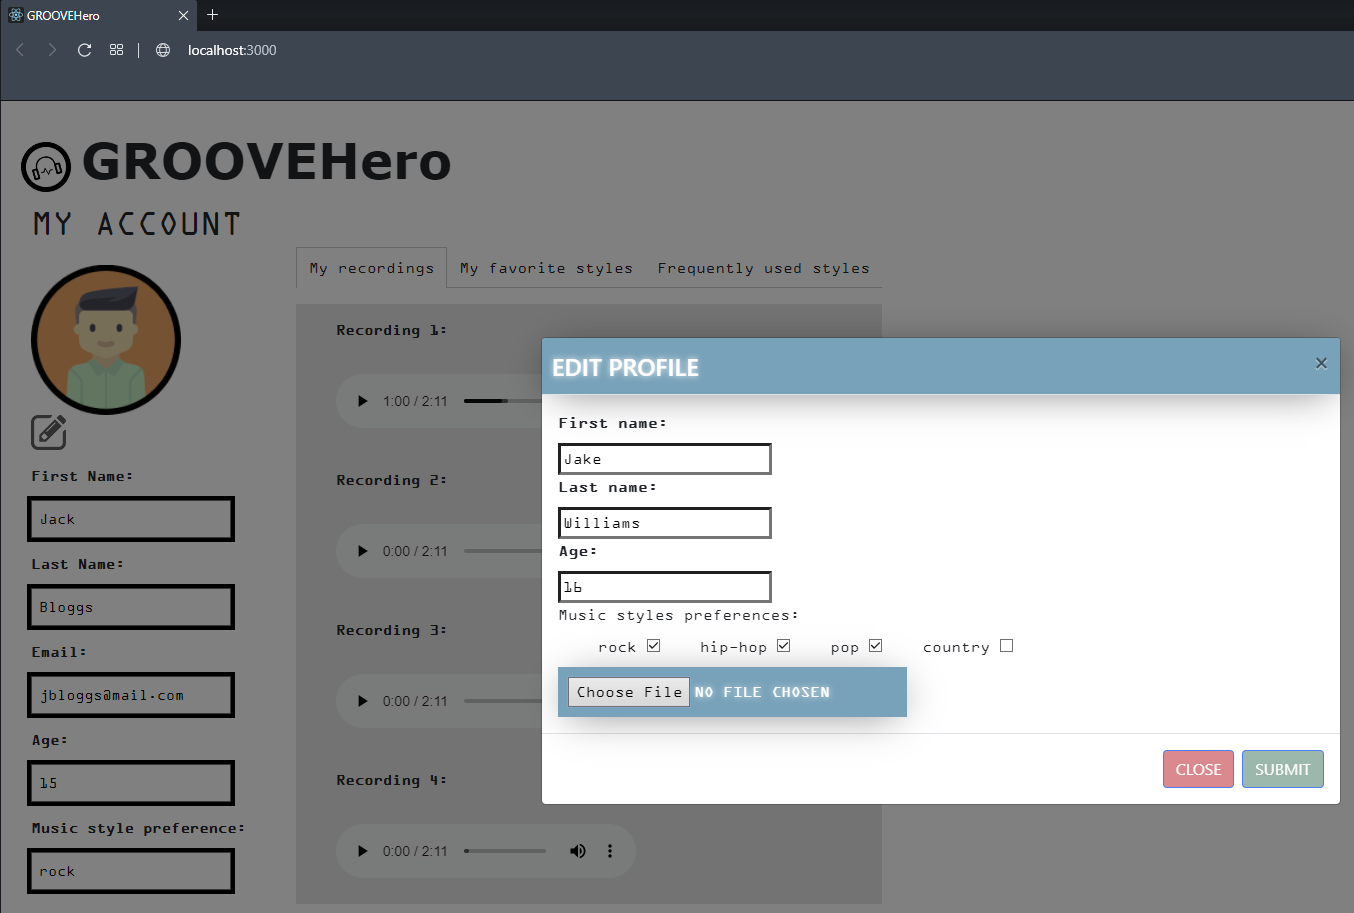 GROOVEHero
localhost:3000
GROOVEHero
MY ACCOUNT
My recordings My favorite styles Frequently used styles
Recording 1:
1:00 / 2:11
Recording 2:
0:00 / 2:11
Recording 3:
0:00 / 2:11
Recording 4:
0:00 / 2:11
First Name:
Jack
Last Name:
Bloggs
Email:
jbloggs@mail.com
Age:
15
Music style preference:
rock
EDIT PROFILE
First name:
Jake
Last name:
Williams
Age:
16
Music styles preferences:
rock hip-hop pop country
Choose File NO FILE CHOSEN
CLOSE SUBMIT